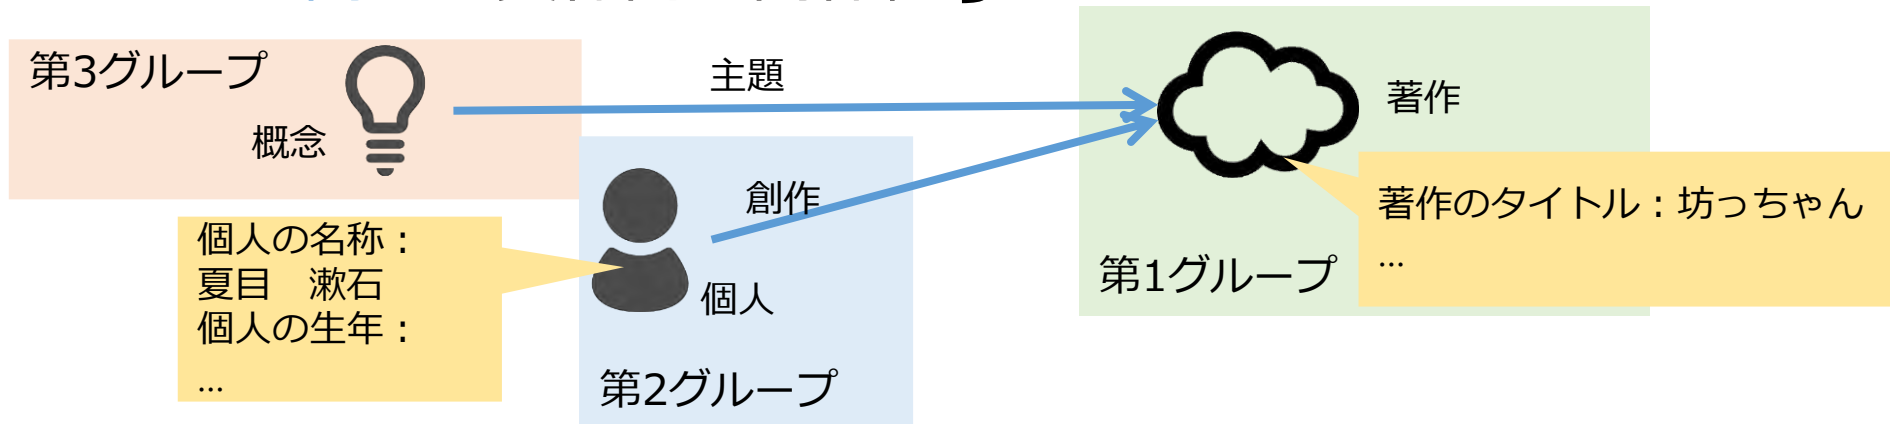 第3グループ
概念
主題
著作
著作のタイトル：坊っちゃん
…
第1グループ
創作
個人
第2グループ
個人の名称：
夏目　漱石
個人の生年：
…